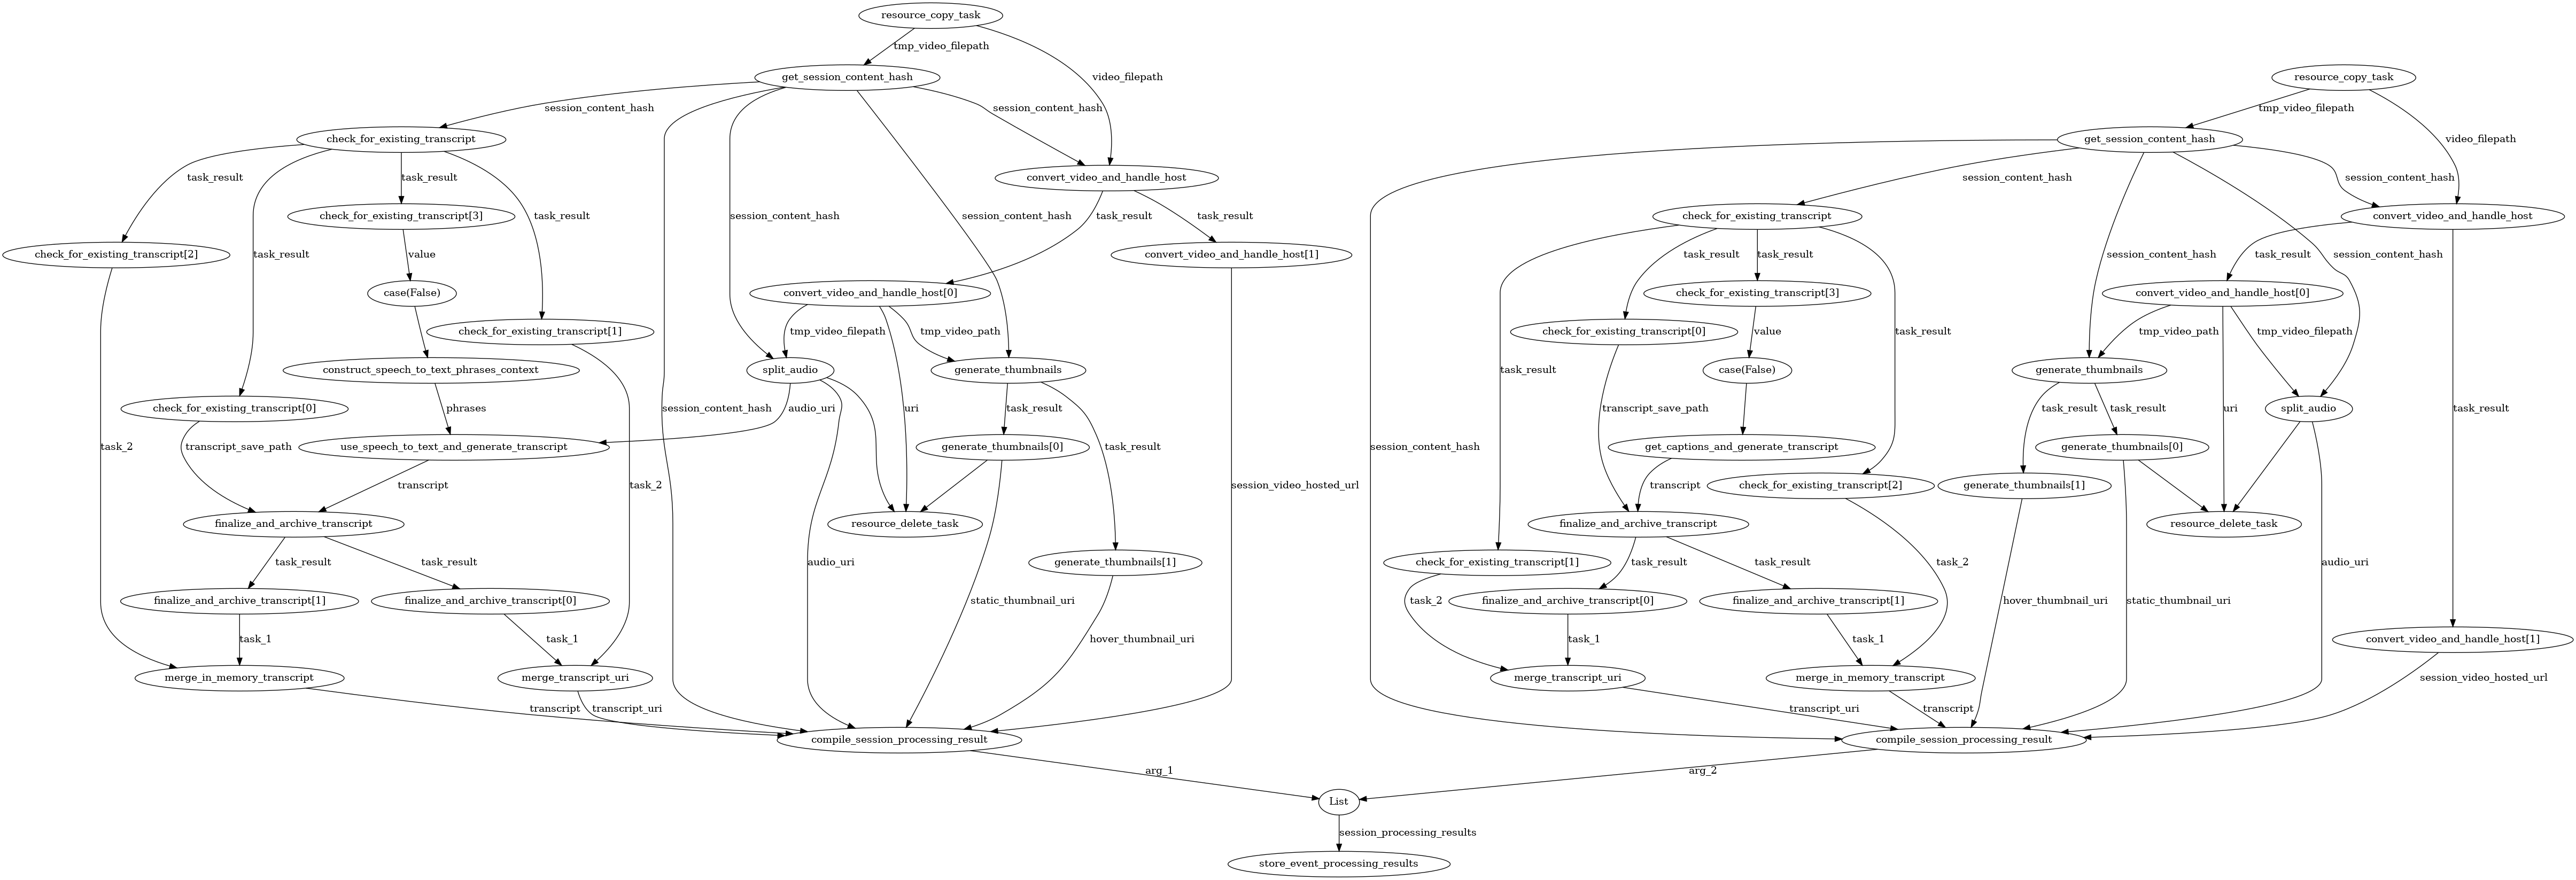 resource_copy_task
tmp_video_filepath
video_filepath
get_session_content_hash
resource_copy_task
session_content_hash
session_content_hash
tmp_video_filepath
check_for_existing_transcript
get_session_content_hash
video_filepath
task_result
task_result
task_result
convert_video_and_handle_host
session_content_hash
session_content_hash
check_for_existing_transcript[3]
session_content_hash
session_content_hash
task_result
task_result
check_for_existing_transcript
convert_video_and_handle_host
check_for_existing_transcript[2]
task_result
value
convert_video_and_handle_host[1]
task_result
task_result
session_content_hash
session_content_hash
task_result
case(False)
convert_video_and_handle_host[0]
check_for_existing_transcript[3]
convert_video_and_handle_host[0]
check_for_existing_transcript[1]
tmp_video_filepath
tmp_video_path
check_for_existing_transcript[0]
value
task_result
tmp_video_path
tmp_video_filepath
construct_speech_to_text_phrases_context
split_audio
generate_thumbnails
task_result
case(False)
generate_thumbnails
check_for_existing_transcript[0]
phrases
session_content_hash
audio_uri
uri
task_result
transcript_save_path
task_result
task_result
uri
split_audio
task_result
task_2
transcript_save_path
use_speech_to_text_and_generate_transcript
generate_thumbnails[0]
task_result
session_content_hash
get_captions_and_generate_transcript
generate_thumbnails[0]
transcript
task_2
session_video_hosted_url
transcript
check_for_existing_transcript[2]
generate_thumbnails[1]
finalize_and_archive_transcript
resource_delete_task
finalize_and_archive_transcript
resource_delete_task
task_result
task_result
audio_uri
generate_thumbnails[1]
check_for_existing_transcript[1]
task_result
task_result
task_2
audio_uri
finalize_and_archive_transcript[1]
finalize_and_archive_transcript[0]
static_thumbnail_uri
task_2
finalize_and_archive_transcript[0]
finalize_and_archive_transcript[1]
hover_thumbnail_uri
static_thumbnail_uri
task_1
task_1
hover_thumbnail_uri
task_1
task_1
convert_video_and_handle_host[1]
merge_in_memory_transcript
merge_transcript_uri
merge_transcript_uri
merge_in_memory_transcript
session_video_hosted_url
transcript
transcript_uri
transcript_uri
transcript
compile_session_processing_result
compile_session_processing_result
arg_1
arg_2
List
session_processing_results
store_event_processing_results